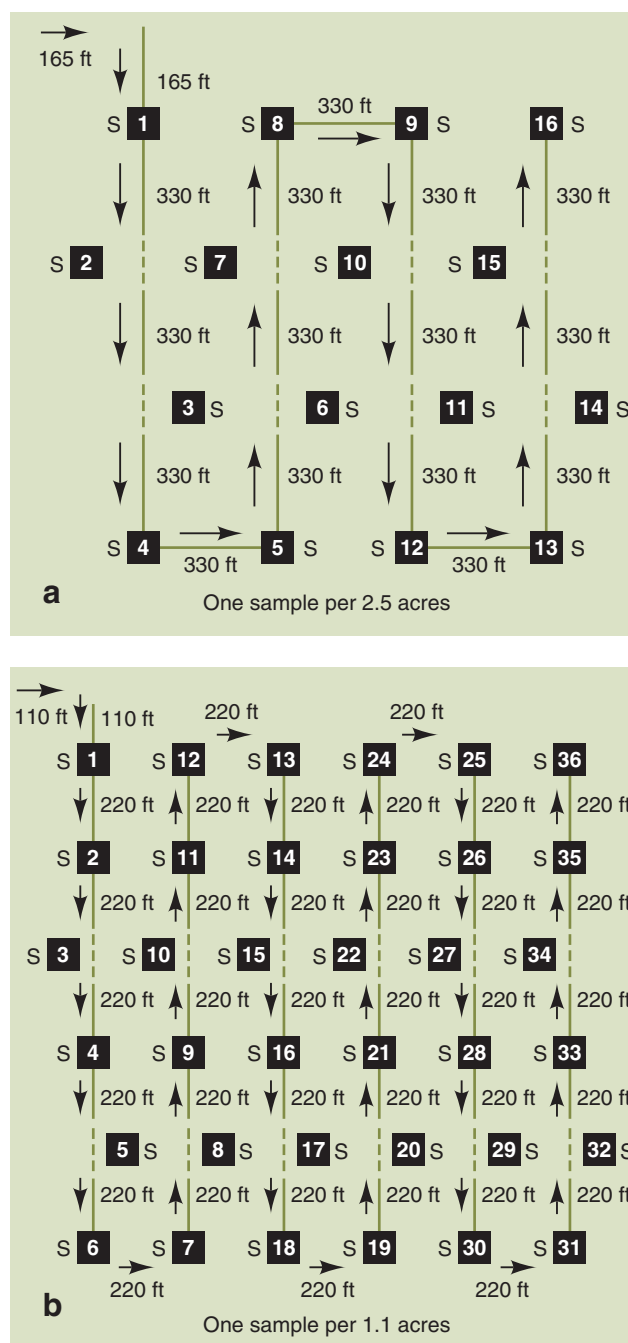 165 ft
165 ft
330 ft
S 1 S 8 9 S 16 S
330 ft 330 ft 330 ft 330 ft
S 2 S 7 S 10 S 15
330 ft 330 ft 330 ft 330 ft
3 S 6 S 11 S 14 S
330 ft 330 ft 330 ft 330 ft
S 4 5 S S 12 13 S
330 ft 330 ft
a
One sample per 2.5 acres
110 ft 110 ft 220 ft 220 ft
S 1 S 12 S 13 S 24 S 25 S 36
220 ft 220 ft 220 ft 220 ft 220 ft 220 ft
S 2 S 11 S 14 S 23 S 26 S 35
220 ft 220 ft 220 ft 220 ft 220 ft 220 ft
S 3 S 10 S 15 S 22 S 27 S 34
220 ft 220 ft 220 ft 220 ft 220 ft 220 ft
S 4 S 9 S 16 S 21 S 28 S 33
220 ft 220 ft 220 ft 220 ft 220 ft 220 ft
5 S 8 S 17 S 20 S 29 S 32 S
220 ft 220 ft 220 ft 220 ft 220 ft 220 ft
S 6 S 7 S 18 S 19 S 30 S 31
220 ft 220 ft 220 ft
b
One sample per 1.1 acres